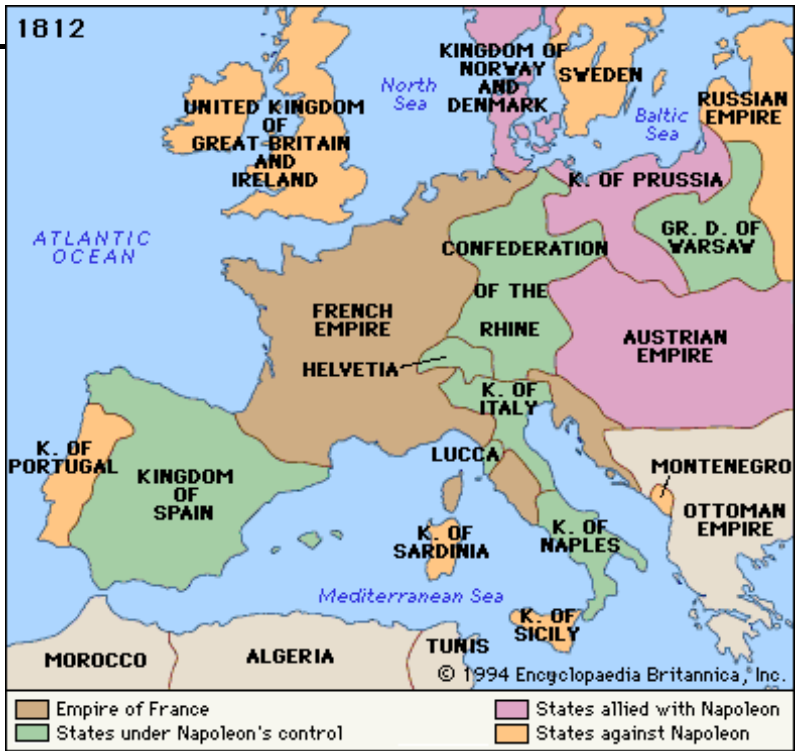 1812
KINGDOM OF
NORWAY
AND
DENMARK
SWEDEN
North
Sea
RUSSIAN
EMPIRE
Baltic
Sea
UNITED KINGDOM
OF
GREAT BRITAIN
AND
IRELAND
K. OF PRUSSIA
ATLANTIC
OCEAN
GR. D. OF
WARSAW
CONFEDERATION
OF THE
RHINE
FRENCH
EMPIRE
AUSTRIAN
EMPIRE
HELVETIA
K. OF
ITALY
K. OF
PORTUGAL
LUCCA
MONTENEGRO
KINGDOM
OF
SPAIN
OTTOMAN
EMPIRE
K. OF
SARDINIA
K. OF
NAPLES
Mediterranean Sea
K. OF
SICILY
MOROCCO
ALGERIA
TUNIS
© 1994 Encyclopaedia Britannica, Inc.
Empire of France
States under Napoleon's control
States allied with Napoleon
States against Napoleon